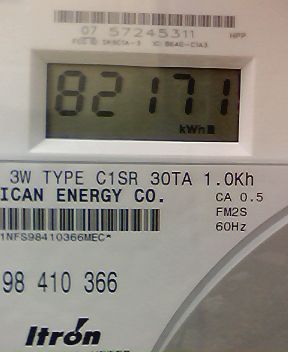 07 57245311 MPP
82171
kWh
3W TYPE C1SR 30TA 1.0Kh
ICAN ENERGY CO.
CA 0.5
FM2S
60Hz
1NFS98410366MEC*
98 410 366
Itron